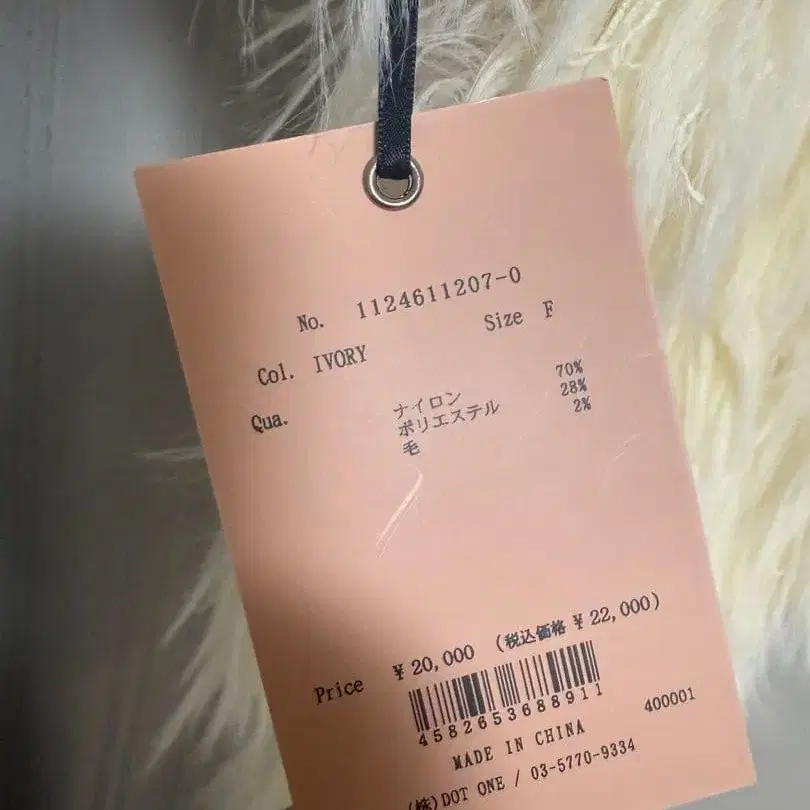 No. 1124611207-0
Size F
Col. IVORY
Qua. ナイロン 70%
ポリエステル 28%
毛 2%
Price ¥20,000 (税込価格 ¥22,000)
4582653688911
400001
MADE IN CHINA
(株)DOT ONE / 03-5770-9334